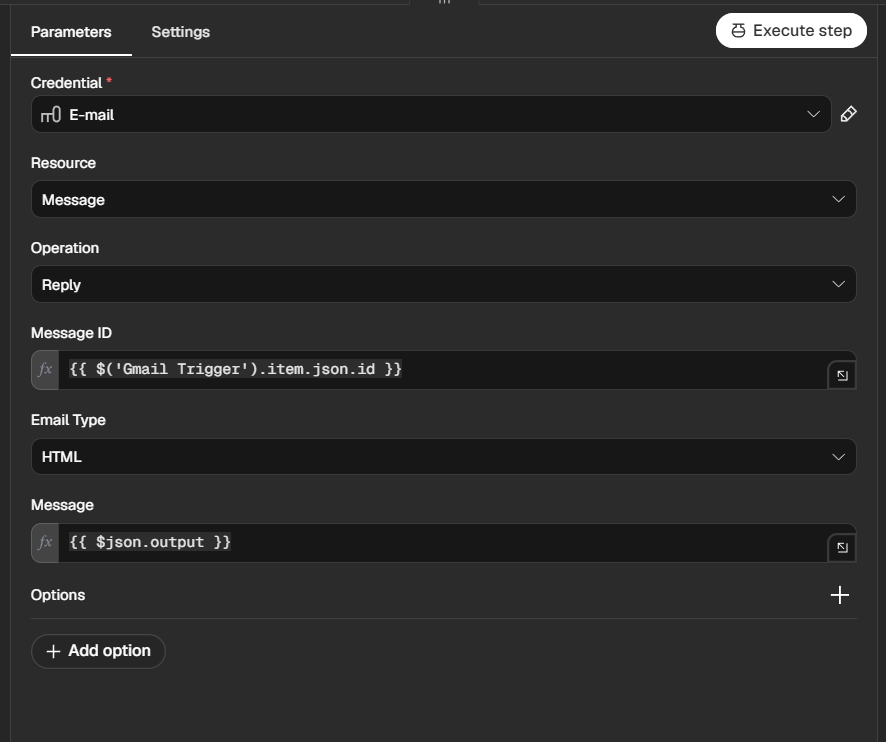 Parameters
Settings
Execute step
Credential *
E-mail
Resource
Message
Operation
Reply
Message ID
fx
{{ $('Gmail Trigger').item.json.id }}
Email Type
HTML
Message
fx
{{ $json.output }}
Options
Add option